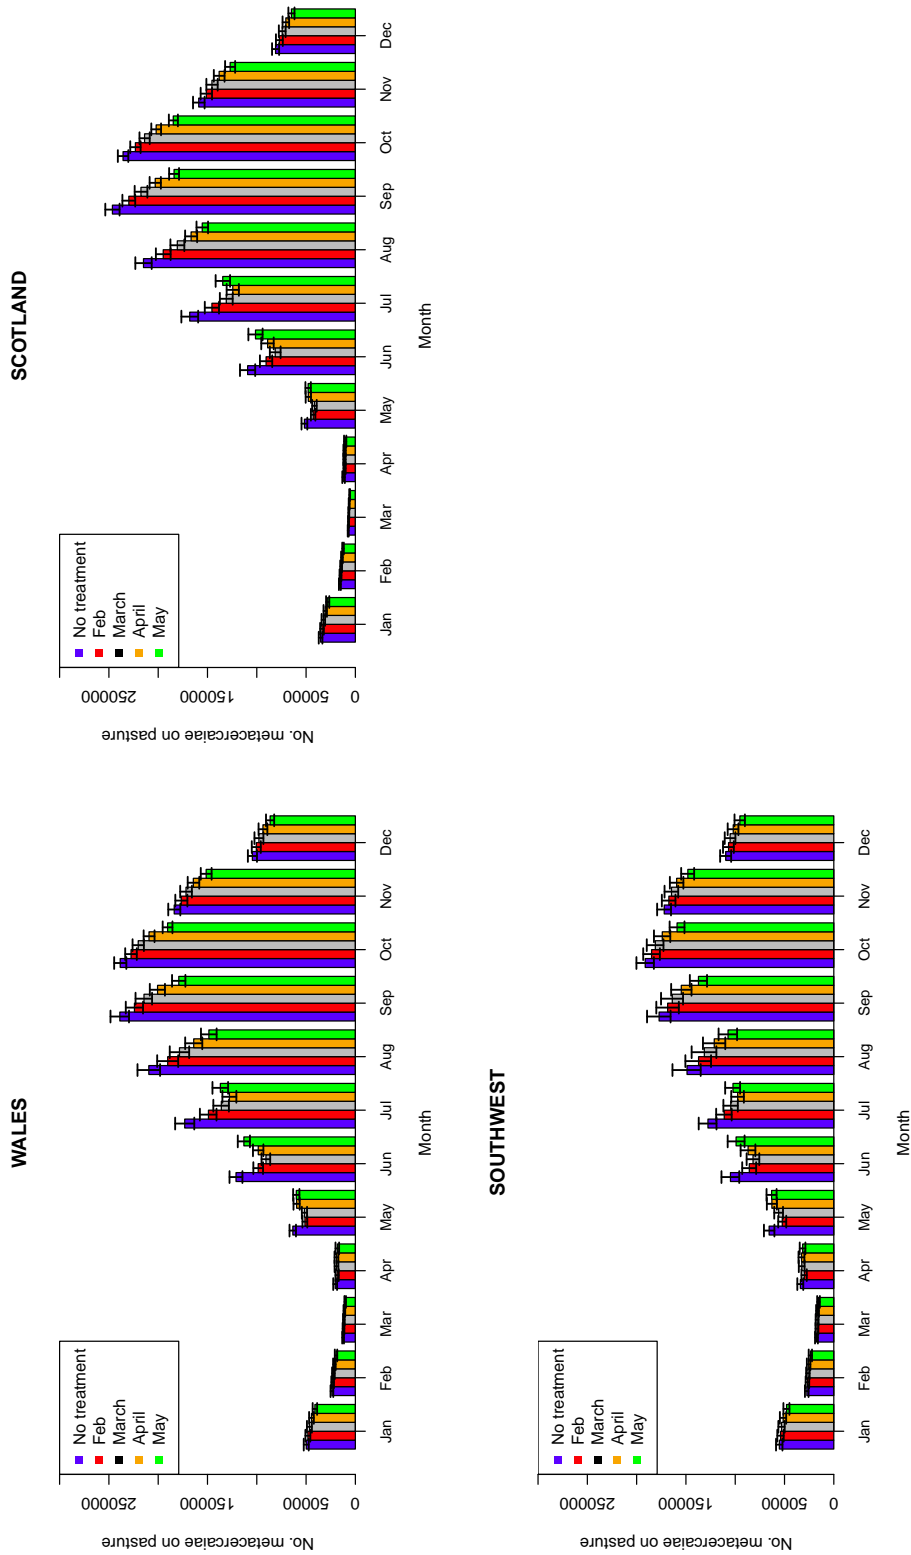 WALES
No. metacercaiae on pasture
0
50000
150000
250000
No treatment
Feb
March
April
May
Jan
Feb
Mar
Apr
May
Jun
Jul
Aug
Sep
Oct
Nov
Dec
Month
SCOTLAND
No. metacercaiae on pasture
0
50000
150000
250000
No treatment
Feb
March
April
May
Jan
Feb
Mar
Apr
May
Jun
Jul
Aug
Sep
Oct
Nov
Dec
Month
SOUTHWEST
No. metacercaiae on pasture
0
50000
150000
250000
No treatment
Feb
March
April
May
Jan
Feb
Mar
Apr
May
Jun
Jul
Aug
Sep
Oct
Nov
Dec
Month